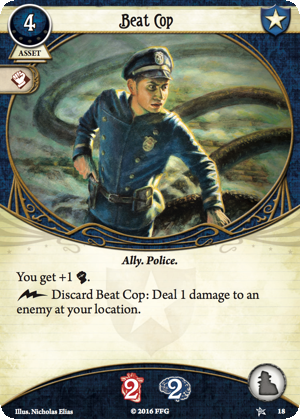 4
Beat Cop
ASSET
Ally. Police.
You get +1 .
Discard Beat Cop: Deal 1 damage to an
enemy at your location.
2 2
Illus. Nicholas Elias © 2016 FFG 18